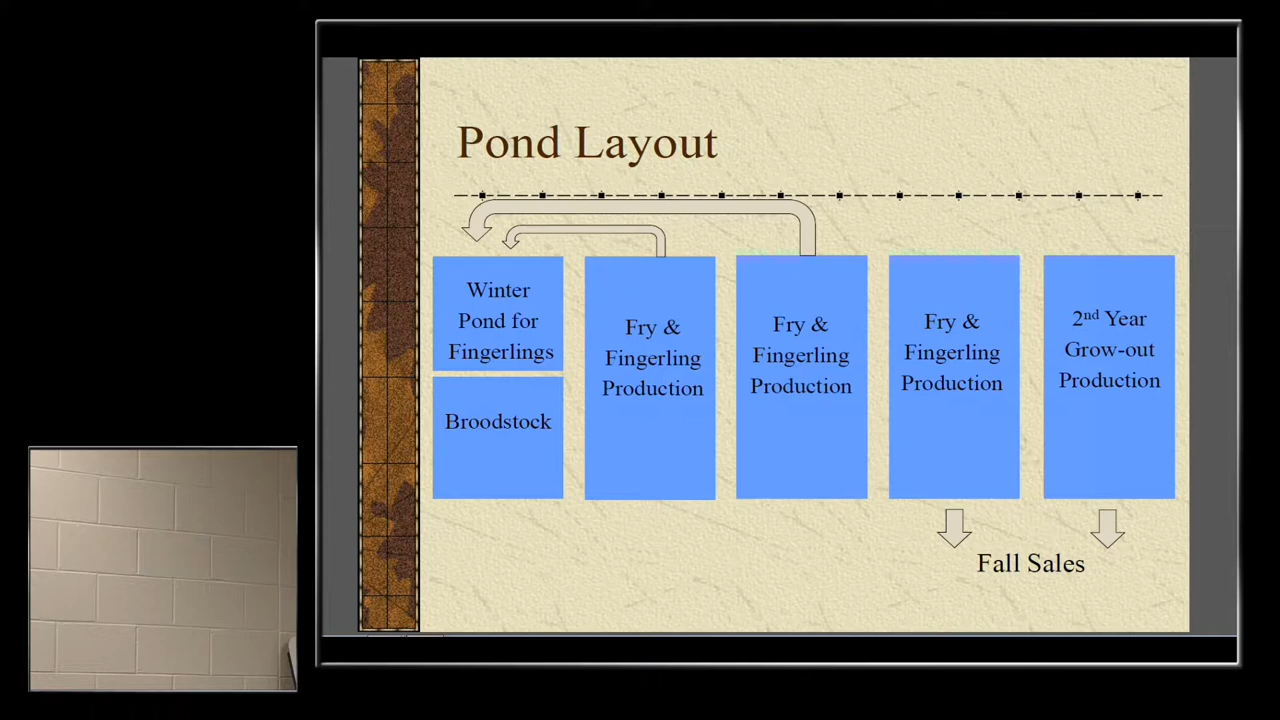 Pond Layout
Winter
Pond for
Fingerlings
Broodstock
Fry &
Fingerling
Production
Fry &
Fingerling
Production
Fry &
Fingerling
Production
2nd Year
Grow-out
Production
Fall Sales